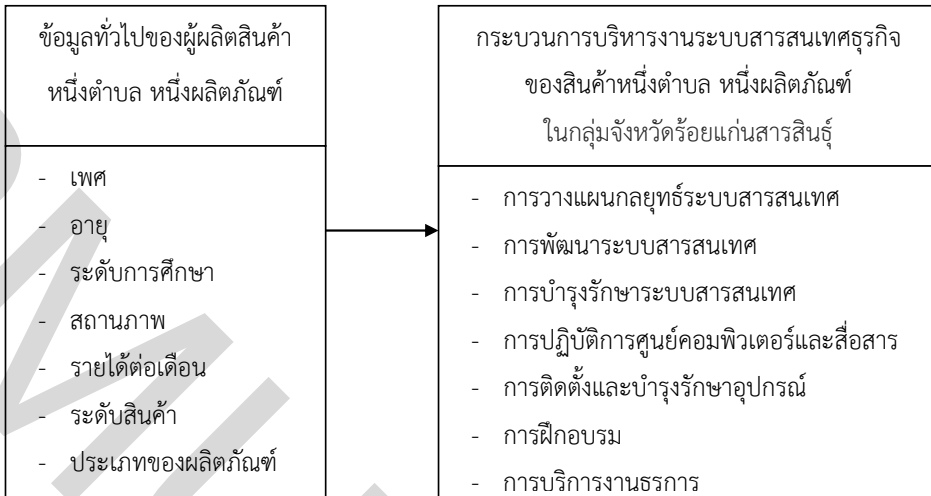 ข้อมูลทั่วไปของผู้ผลิตสินค้า
หนึ่งตำบล หนึ่งผลิตภัณฑ์
- เพศ
- อายุ
- ระดับการศึกษา
- สถานภาพ
- รายได้ต่อเดือน
- ระดับสินค้า
- ประเภทของผลิตภัณฑ์
กระบวนการบริหารงานระบบสารสนเทศธุรกิจ
ของสินค้าหนึ่งตำบล หนึ่งผลิตภัณฑ์
ในกลุ่มจังหวัดร้อยแก่นสารสินธุ์
- การวางแผนกลยุทธ์ระบบสารสนเทศ
- การพัฒนาระบบสารสนเทศ
- การบำรุงรักษาระบบสารสนเทศ
- การปฏิบัติการศูนย์คอมพิวเตอร์และสื่อสาร
- การติดตั้งและบำรุงรักษาอุปกรณ์
- การฝึกอบรม
- การบริการงานธุรการ